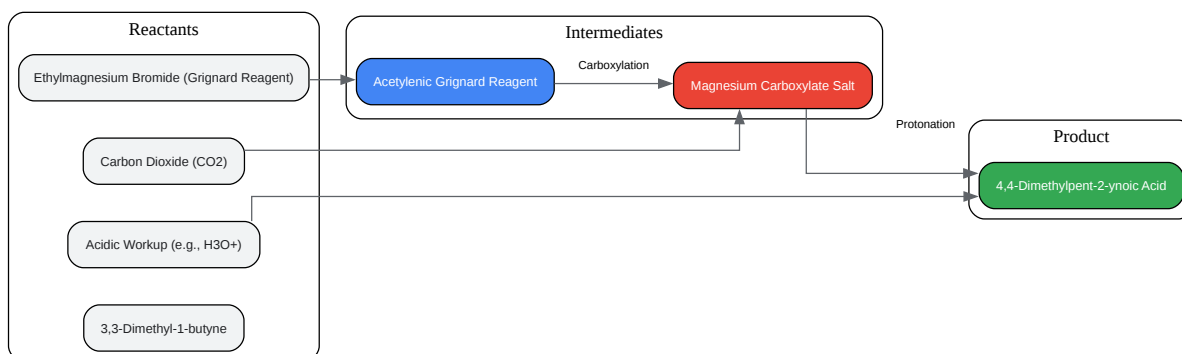 Reactants
Ethylmagnesium Bromide (Grignard Reagent)
Carbon Dioxide (CO2)
Acidic Workup (e.g., H3O+)
3,3-Dimethyl-1-butyne
Intermediates
Acetylenic Grignard Reagent
Carboxylation
Magnesium Carboxylate Salt
Protonation
Product
4,4-Dimethylpent-2-ynoic Acid